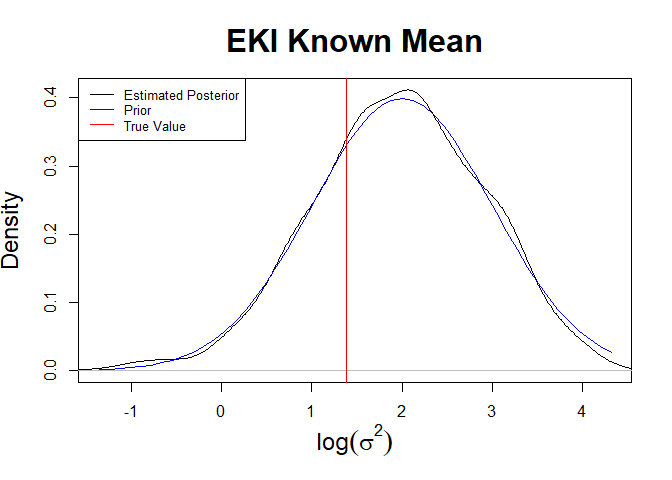 EKI Known Mean
Estimated Posterior
Prior
True Value
Density
0.0 0.1 0.2 0.3 0.4
-1 0 1 2 3 4
log(σ²)